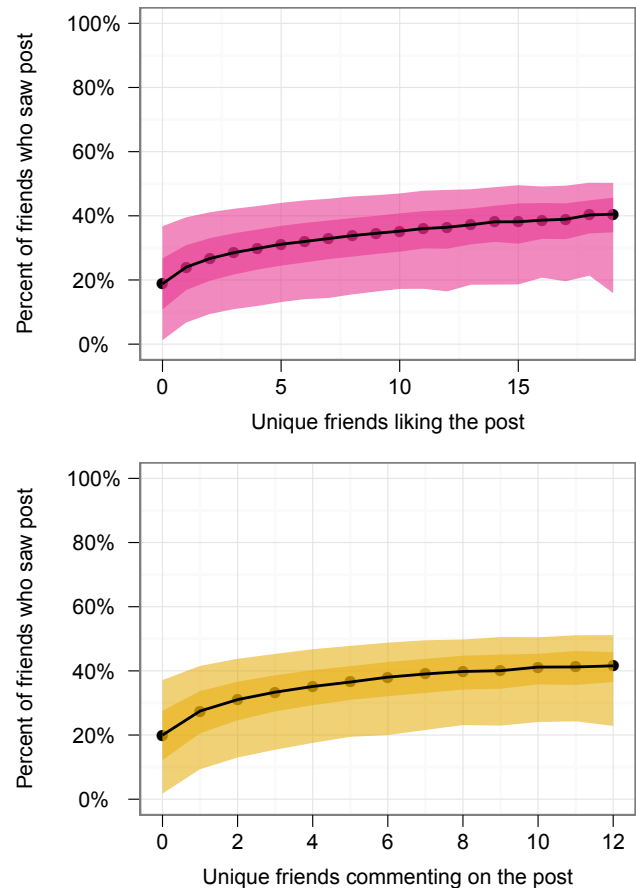 Percent of friends who saw post
100%
80%
60%
40%
20%
0%
0 5 10 15
Unique friends liking the post
Percent of friends who saw post
100%
80%
60%
40%
20%
0%
0 2 4 6 8 10 12
Unique friends commenting on the post